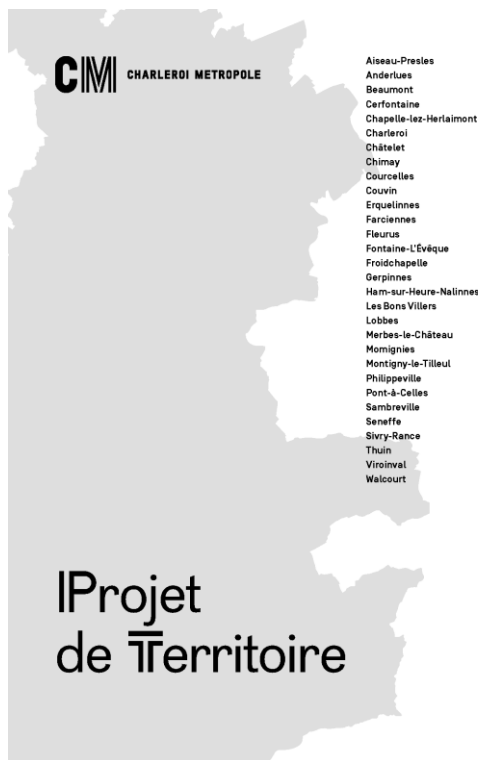 CM CHARLEROI METROPOLE
Aiseau-Presles
Anderlues
Beaumont
Cerfontaine
Chapelle-lez-Herlaimont
Charleroi
Châtelet
Chimay
Courcelles
Couvin
Erquelinnes
Farciennes
Fleurus
Fontaine-L'Évêque
Froidchapelle
Gerpinnes
Ham-sur-Heure-Nalinnes
Les Bons Villers
Lobbes
Merbes-le-Château
Momignies
Montigny-le-Tilleul
Philippeville
Pont-à-Celles
Sambreville
Seneffe
Sivry-Rance
Thuin
Viroinval
Walcourt
Projet
de Territoire